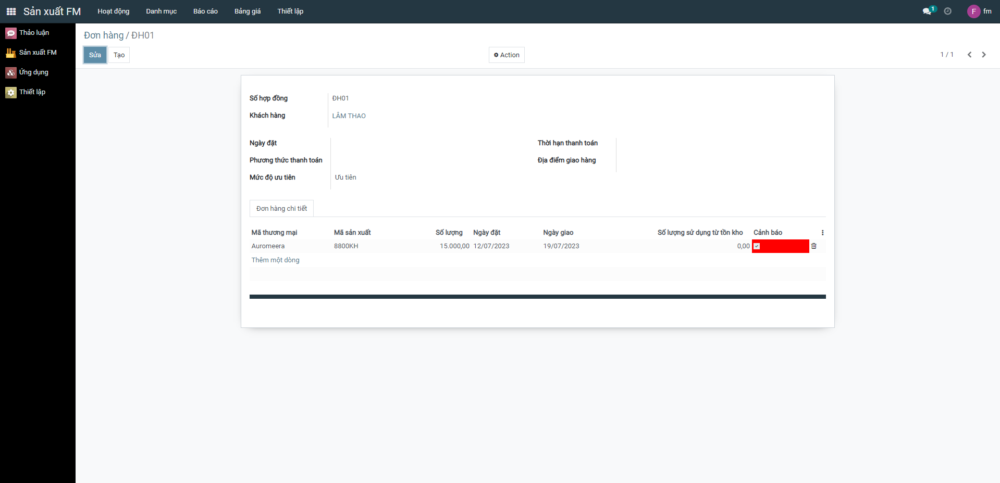 Sản xuất FM Hoạt động Danh mục Báo cáo Bảng giá Thiết lập 1 F fm
Thảo luận
Sản xuất FM
Ứng dụng
Thiết lập
Đơn hàng / ĐH01
Sửa Tạo Action 1 / 1
Số hợp đồng ĐH01
Khách hàng LÂM THAO
Ngày đặt Thời hạn thanh toán
Phương thức thanh toán Địa điểm giao hàng
Mức độ ưu tiên Ưu tiên
Đơn hàng chi tiết
Mã thương mại Mã sản xuất Số lượng Ngày đặt Ngày giao Số lượng sử dụng từ tồn kho Cảnh báo
Auromeera 8800KH 15.000,00 12/07/2023 19/07/2023 0,00
Thêm một dòng